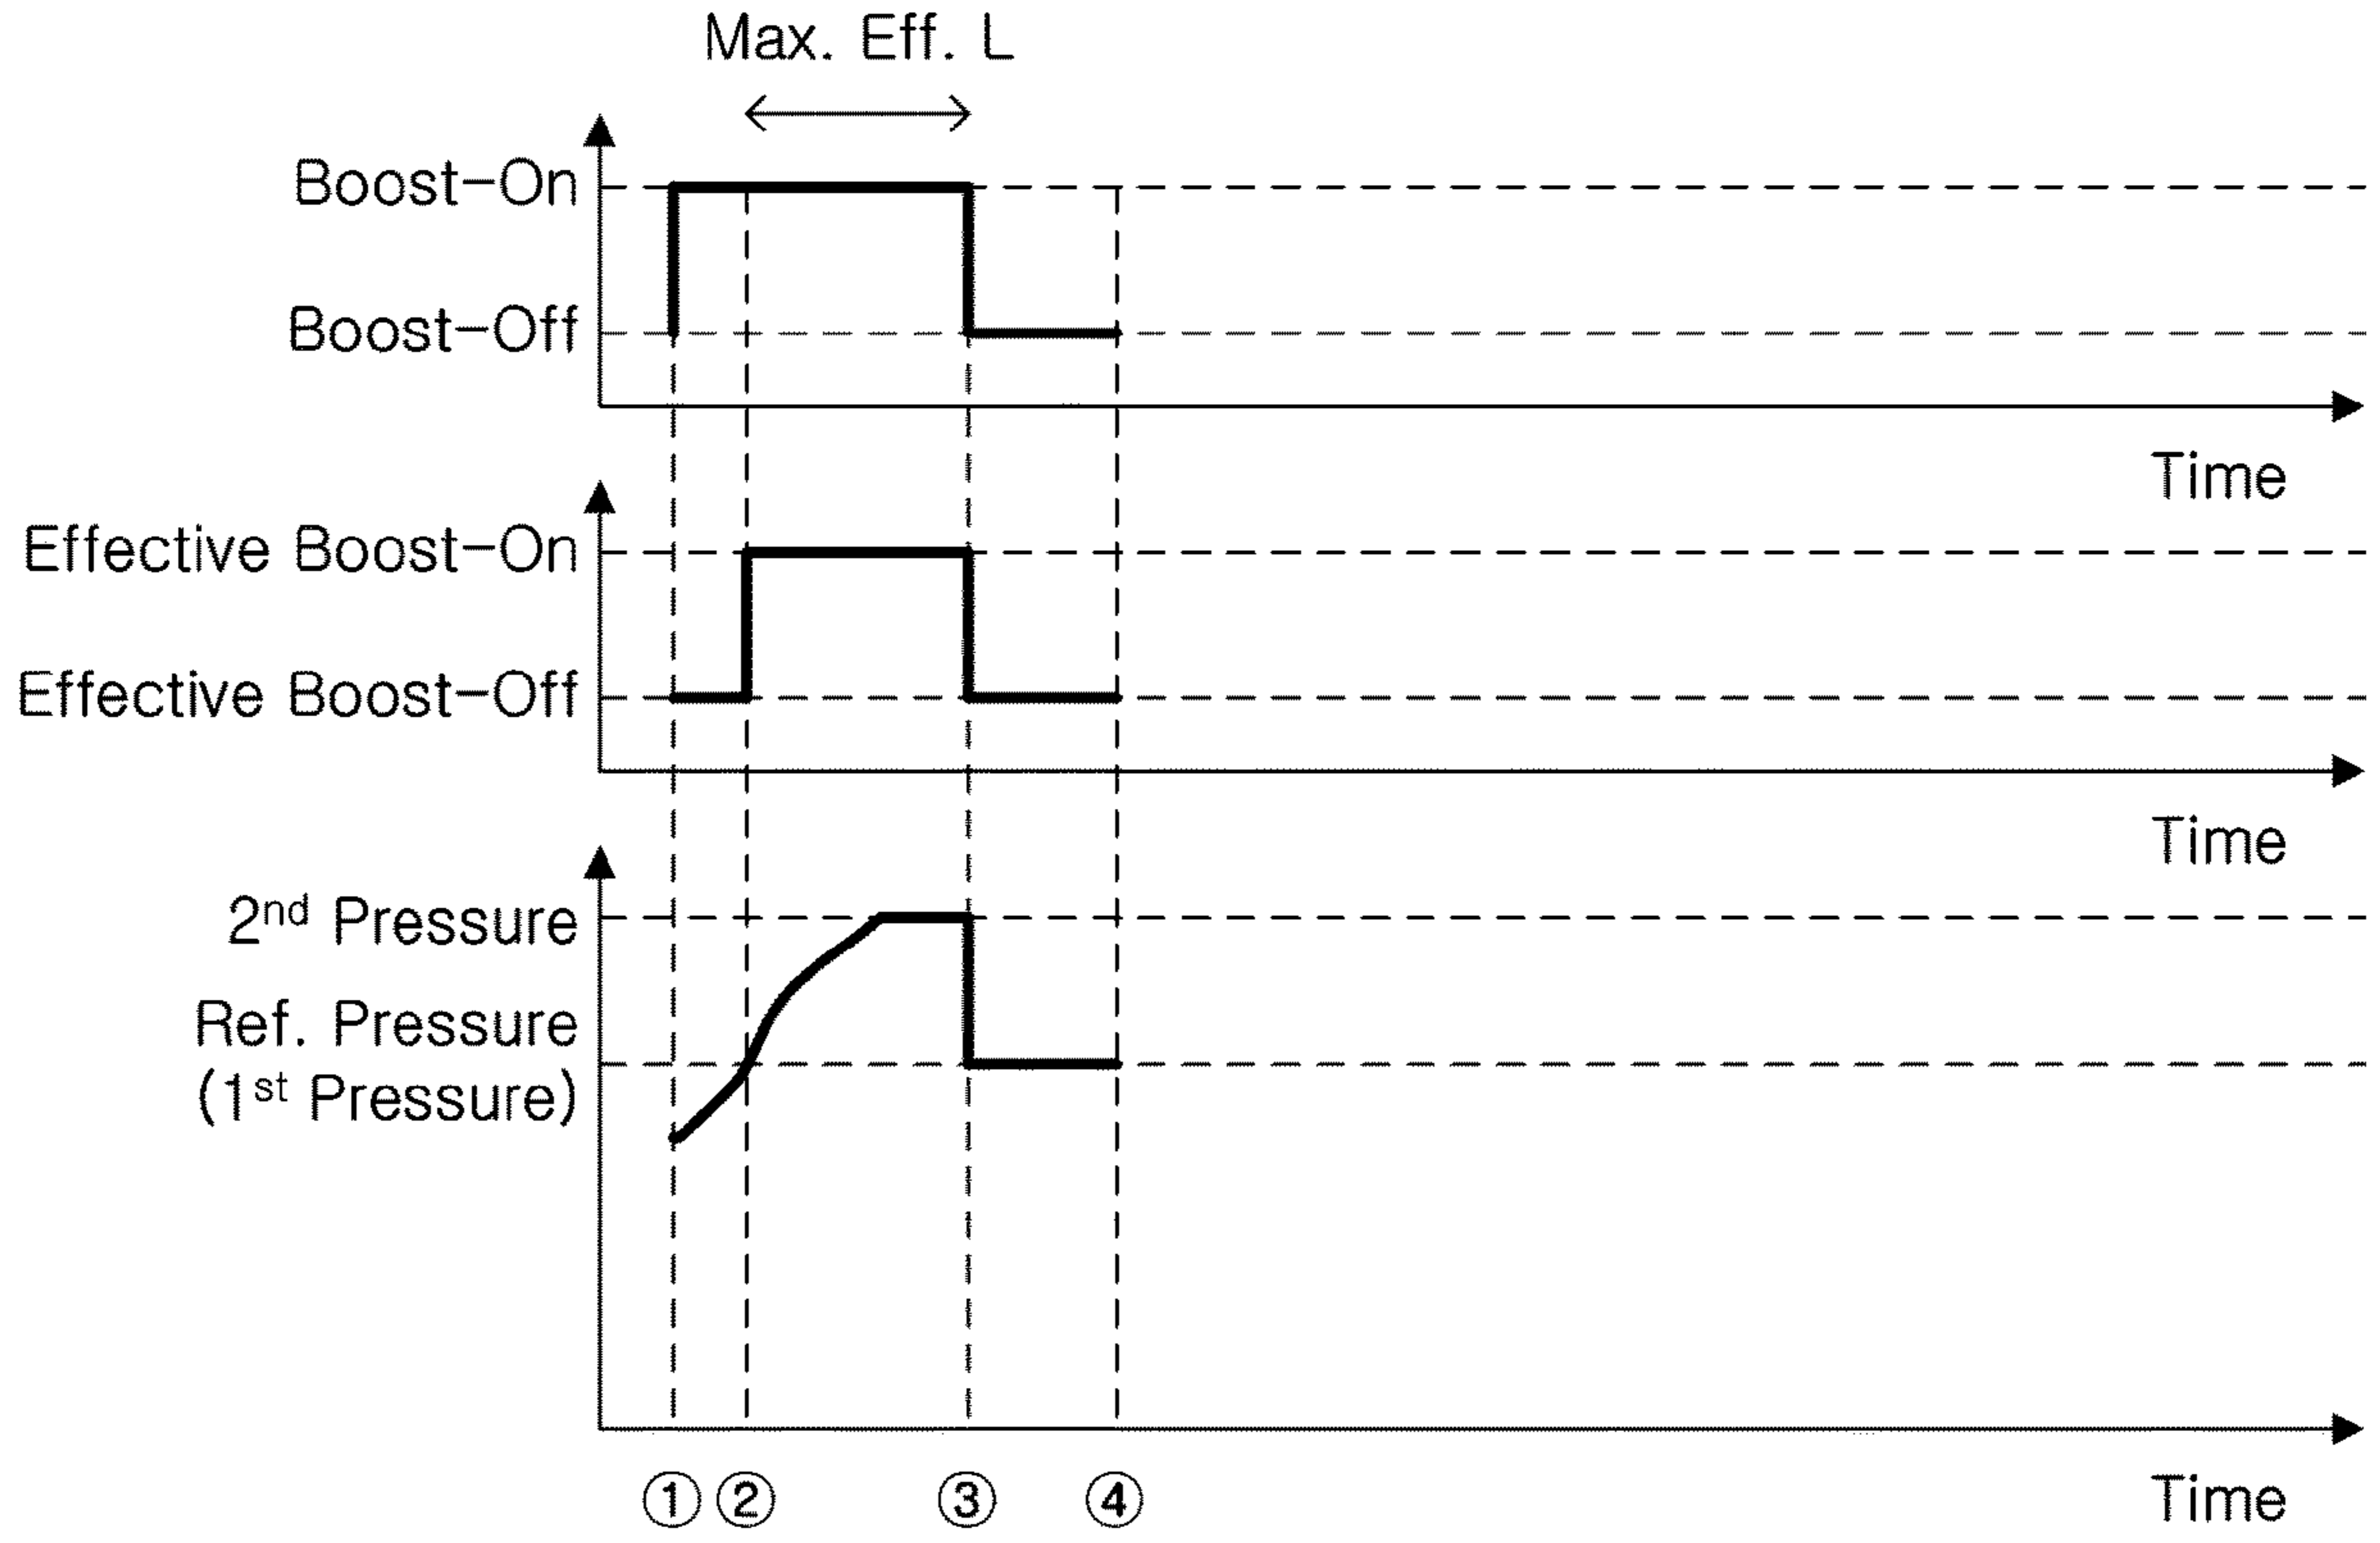 Max. Eff. L
Boost-On
Boost-Off
Time
Effective Boost-On
Effective Boost-Off
Time
2nd Pressure
Ref. Pressure
(1st Pressure)
① ② ③ ④
Time